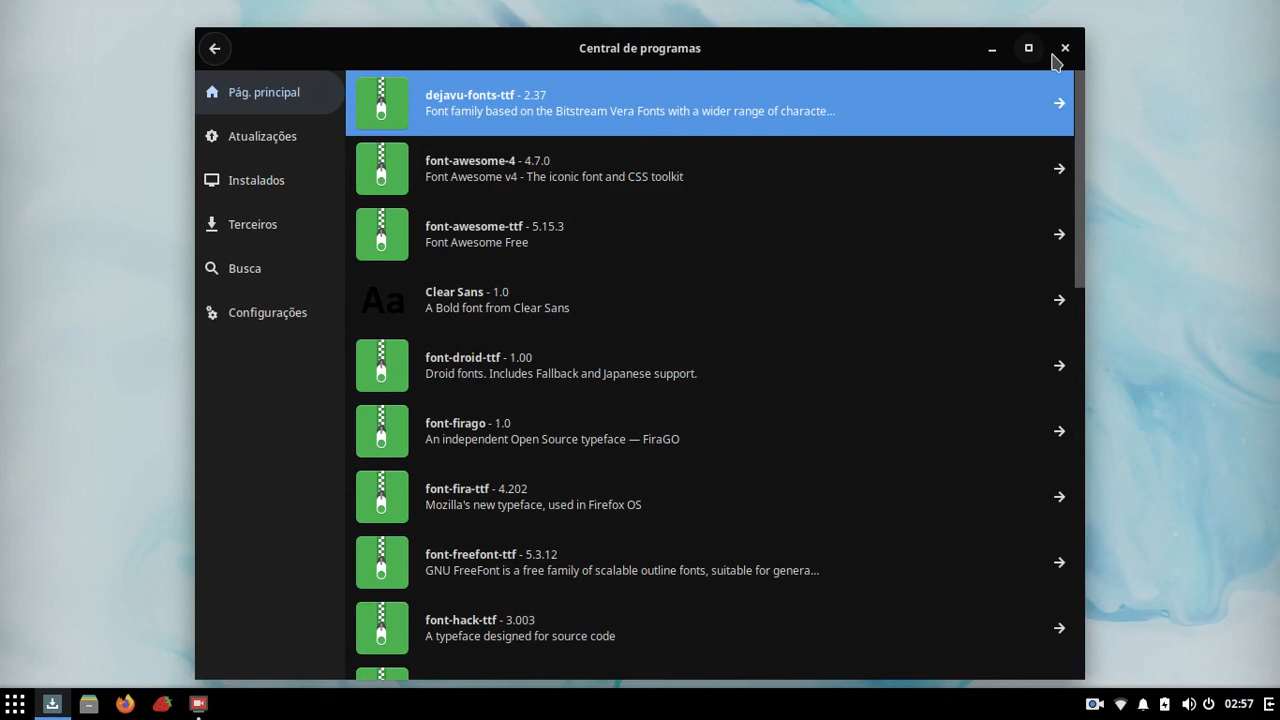 Central de programas
Pág. principal
Atualizações
Instalados
Terceiros
Busca
Configurações
dejavu-fonts-ttf - 2.37
Font family based on the Bitstream Vera Fonts with a wider range of characte...
font-awesome-4 - 4.7.0
Font Awesome v4 - The iconic font and CSS toolkit
font-awesome-ttf - 5.15.3
Font Awesome Free
Aa
Clear Sans - 1.0
A Bold font from Clear Sans
font-droid-ttf - 1.00
Droid fonts. Includes Fallback and Japanese support.
font-firago - 1.0
An independent Open Source typeface — FiraGO
font-fira-ttf - 4.202
Mozilla's new typeface, used in Firefox OS
font-freefont-ttf - 5.3.12
GNU FreeFont is a free family of scalable outline fonts, suitable for genera...
font-hack-ttf - 3.003
A typeface designed for source code
02:57